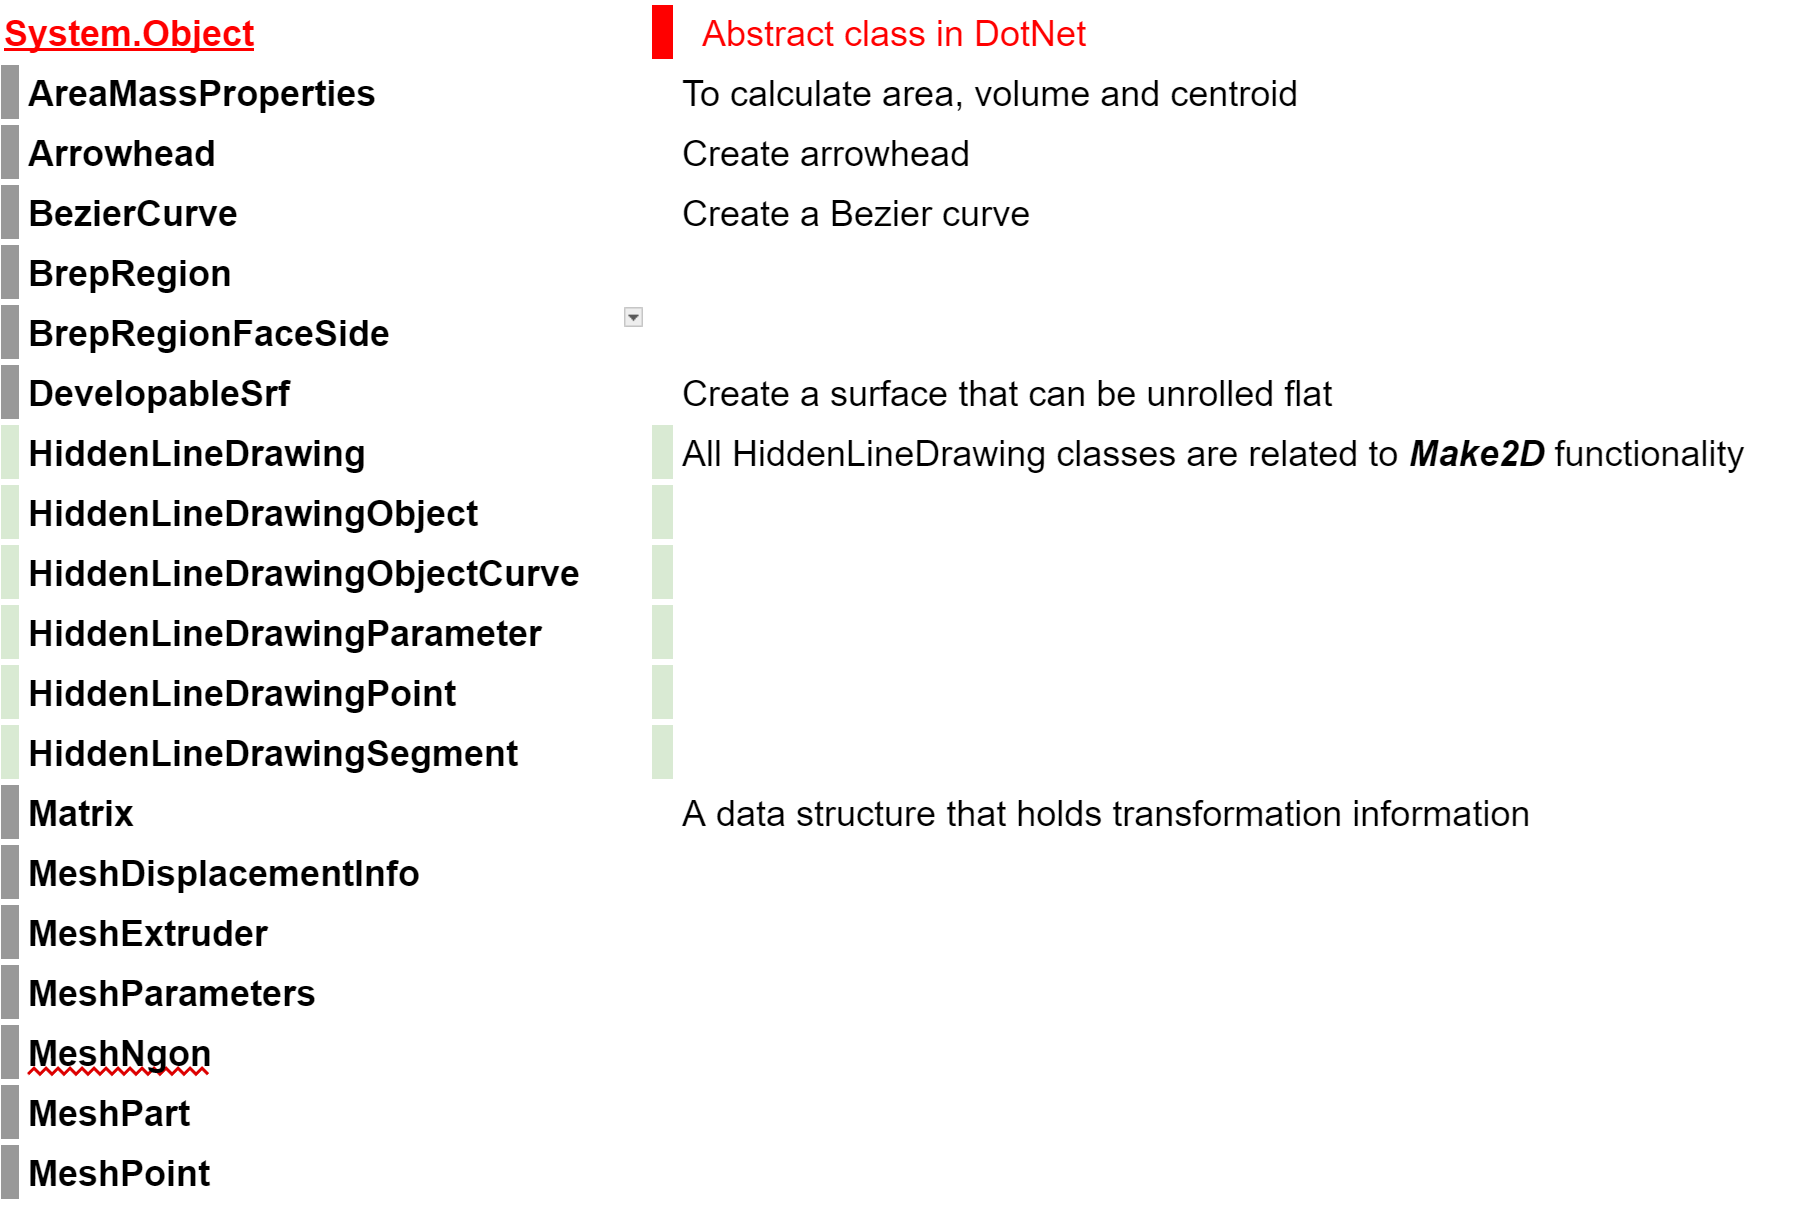 System.Object Abstract class in DotNet
AreaMassProperties To calculate area, volume and centroid
Arrowhead Create arrowhead
BezierCurve Create a Bezier curve
BrepRegion
BrepRegionFaceSide
DevelopableSrf Create a surface that can be unrolled flat
HiddenLineDrawing All HiddenLineDrawing classes are related to Make2D functionality
HiddenLineDrawingObject
HiddenLineDrawingObjectCurve
HiddenLineDrawingParameter
HiddenLineDrawingPoint
HiddenLineDrawingSegment
Matrix A data structure that holds transformation information
MeshDisplacementInfo
MeshExtruder
MeshParameters
MeshNgon
MeshPart
MeshPoint